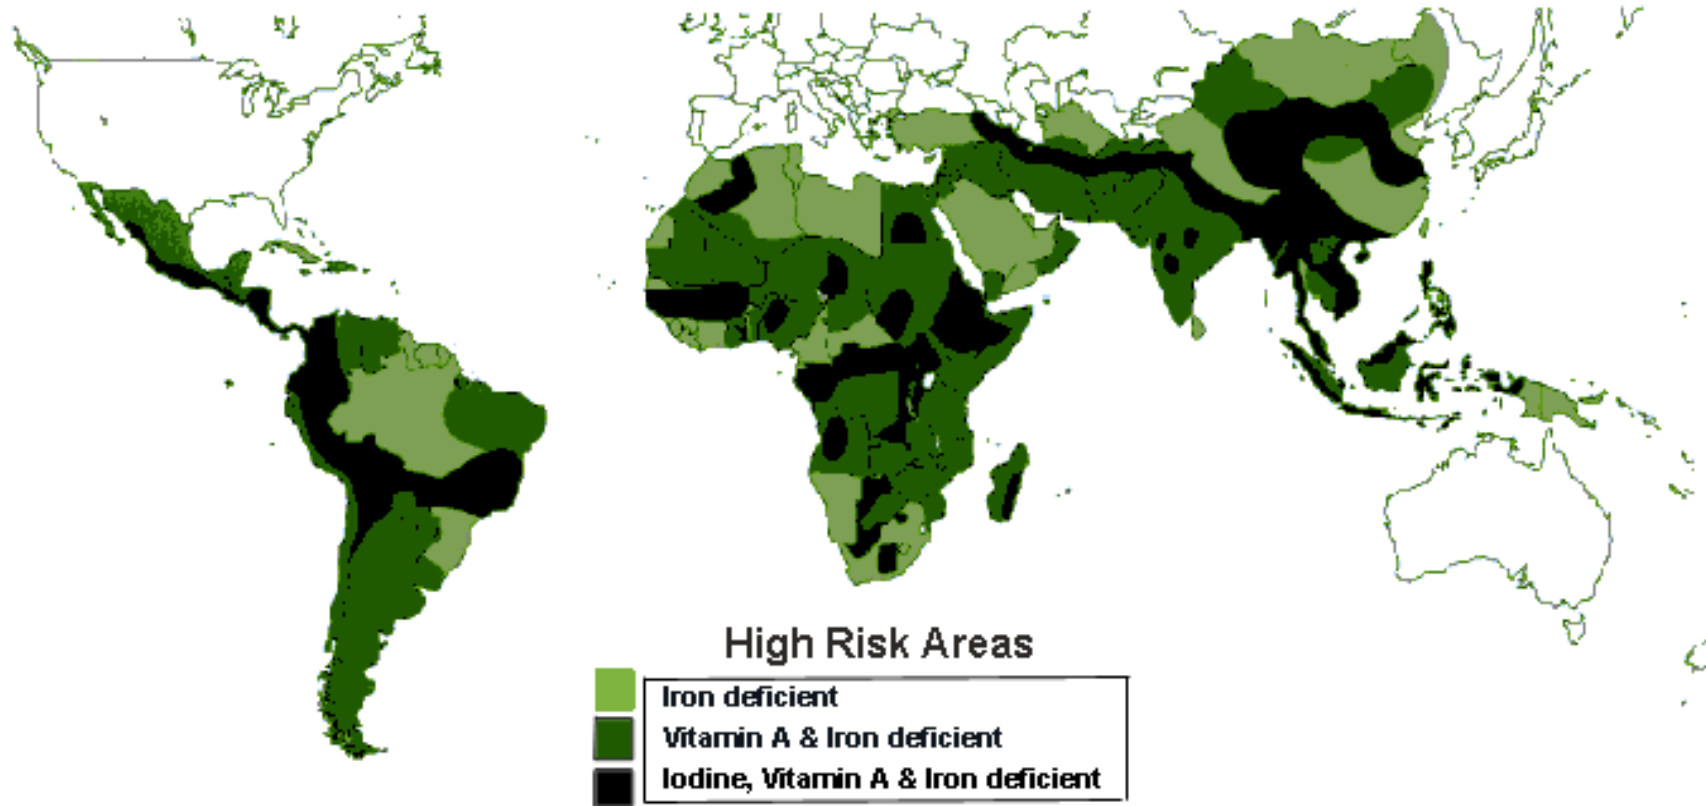 High Risk Areas
Iron deficient
Vitamin A & Iron deficient
Iodine, Vitamin A & Iron deficient